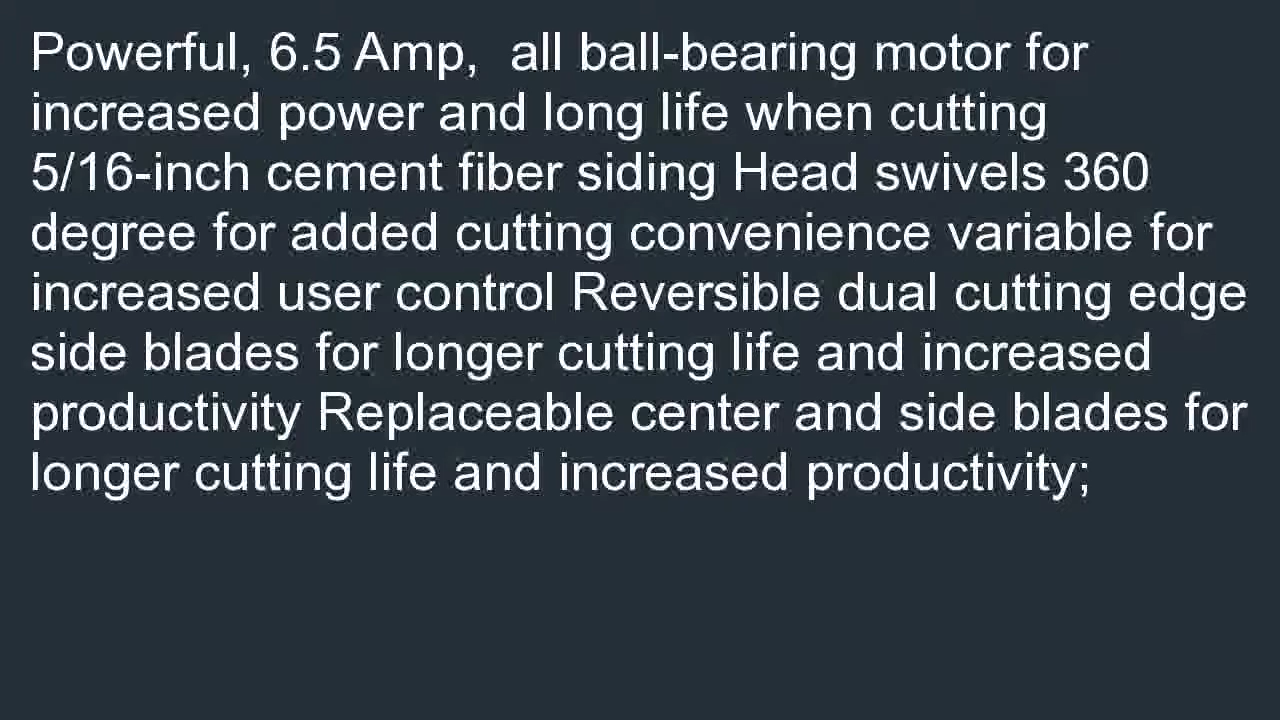 Powerful, 6.5 Amp,  all ball-bearing motor for
increased power and long life when cutting
5/16-inch cement fiber siding Head swivels 360
degree for added cutting convenience variable for
increased user control Reversible dual cutting edge
side blades for longer cutting life and increased
productivity Replaceable center and side blades for
longer cutting life and increased productivity;